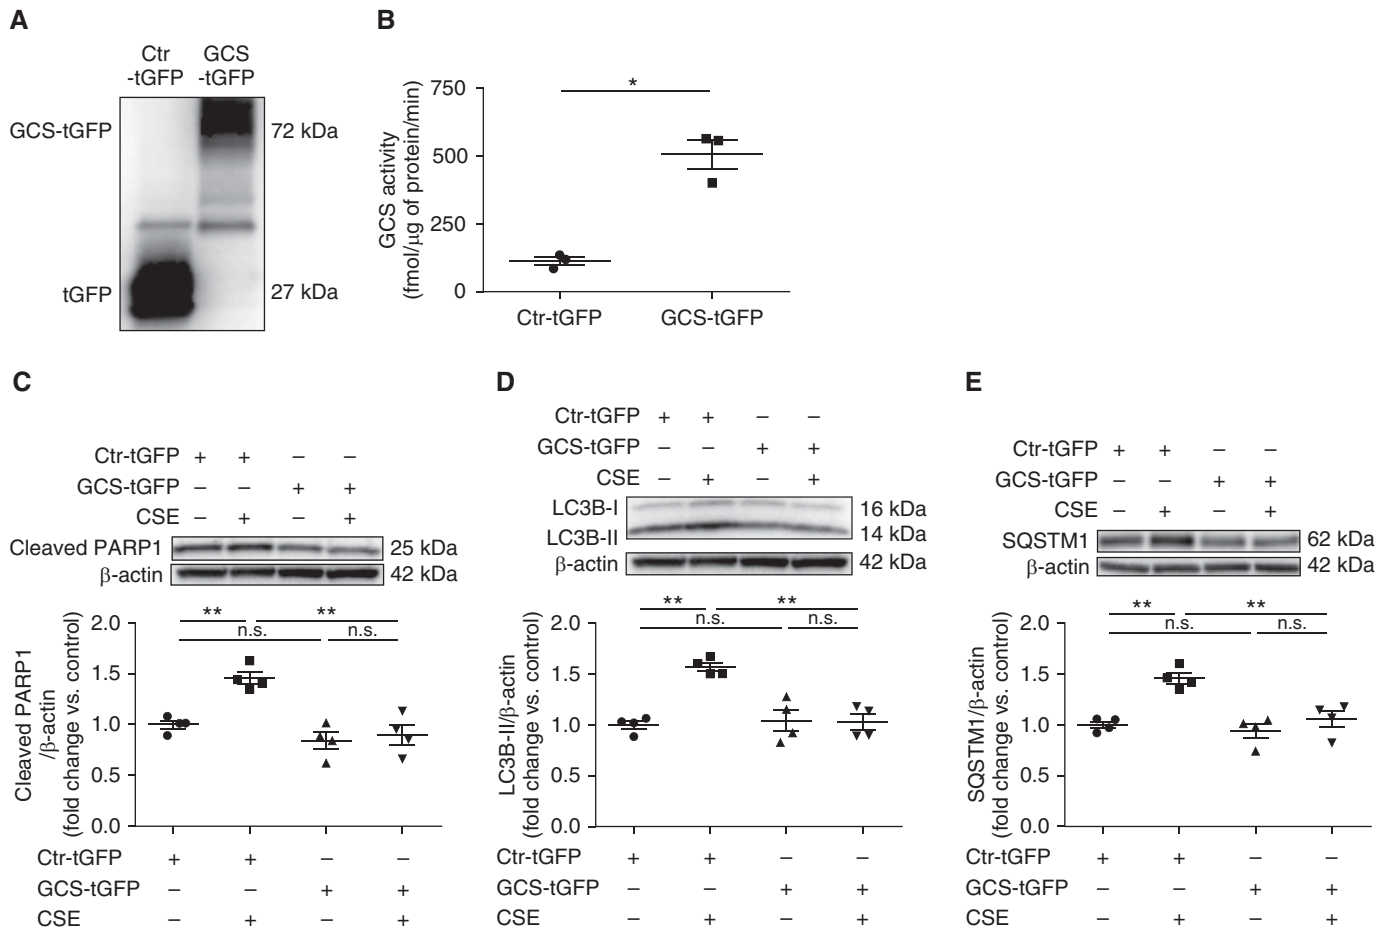 A
Ctr
-tGFP
GCS
-tGFP
GCS-tGFP
72 kDa
tGFP
27 kDa
B
GCS activity
(fmol/μg of protein/min)
750
500
250
0
*
Ctr-tGFP
GCS-tGFP
C
Ctr-tGFP + + – –
GCS-tGFP – – + +
CSE – + – +
Cleaved PARP1 25 kDa
β-actin 42 kDa
Cleaved PARP1
/β-actin
(fold change vs. control)
2.0
1.5
1.0
0.5
0.0
** **
n.s. n.s.
Ctr-tGFP + + – –
GCS-tGFP – – + +
CSE – + – +
D
Ctr-tGFP + + – –
GCS-tGFP – – + +
CSE – + – +
LC3B-I 16 kDa
LC3B-II 14 kDa
β-actin 42 kDa
LC3B-II/β-actin
(fold change vs. control)
2.0
1.5
1.0
0.5
0.0
** **
n.s. n.s.
Ctr-tGFP + + – –
GCS-tGFP – – + +
CSE – + – +
E
Ctr-tGFP + + – –
GCS-tGFP – – + +
CSE – + – +
SQSTM1 62 kDa
β-actin 42 kDa
SQSTM1/β-actin
(fold change vs. control)
2.0
1.5
1.0
0.5
0.0
** **
n.s. n.s.
Ctr-tGFP + + – –
GCS-tGFP – – + +
CSE – + – +